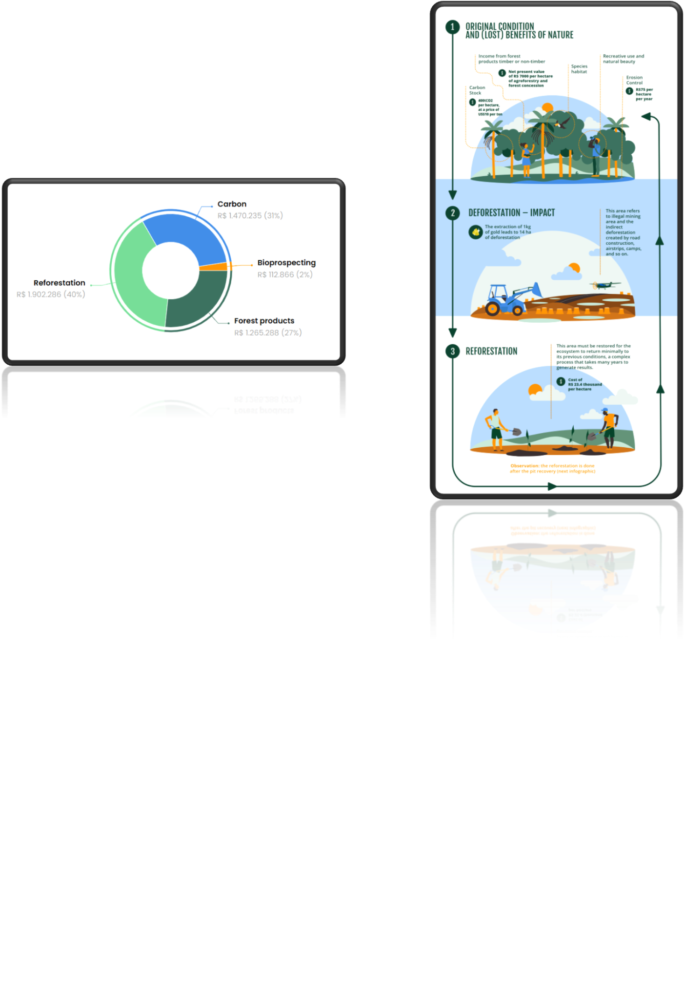 Carbon
R$ 1.470.235 (31%)
Bioprospecting
R$ 112.866 (2%)
Reforestation
R$ 1.902.286 (40%)
Forest products
R$ 1.265.288 (27%)
1
ORIGINAL CONDITION
AND (LOST) BENEFITS OF NATURE
Income from forest
products timber or non-timber
$
Net present value
of R$ 7000 per hectare
of agroforestry and
forest concession
Species
habitat
Recreative use and
natural beauty
Erosion
Control
$
R$75 per
hectare
per year
Carbon
Stock
$
400tCO2
per hectare,
at a price of
US$10 per ton
2
DEFORESTATION – IMPACT
The extraction of 1kg
of gold leads to 14 ha
of deforestation
This area refers
to illegal mining
area and the
indirect
deforestation
created by road
construction,
airstrips, camps,
and so on.
3
REFORESTATION
This area must be restored for the
ecosystem to return minimally to
its previous conditions, a complex
process that takes many years to
generate results.
$
Cost of
R$ 23.4 thousand
per hectare
Observation: the reforestation is done
after the pit recovery (next infographic)